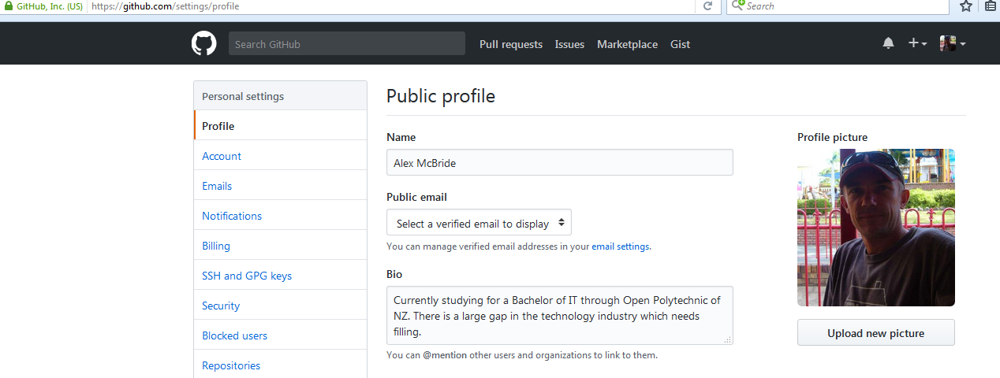 GitHub, Inc. (US) https://github.com/settings/profile Search
Search GitHub Pull requests Issues Marketplace Gist
Personal settings
Profile
Account
Emails
Notifications
Billing
SSH and GPG keys
Security
Blocked users
Repositories
Public profile
Name
Alex McBride
Public email
Select a verified email to display
You can manage verified email addresses in your email settings.
Bio
Currently studying for a Bachelor of IT through Open Polytechnic of
NZ. There is a large gap in the technology industry which needs
filling.
You can @mention other users and organizations to link to them.
Profile picture
Upload new picture